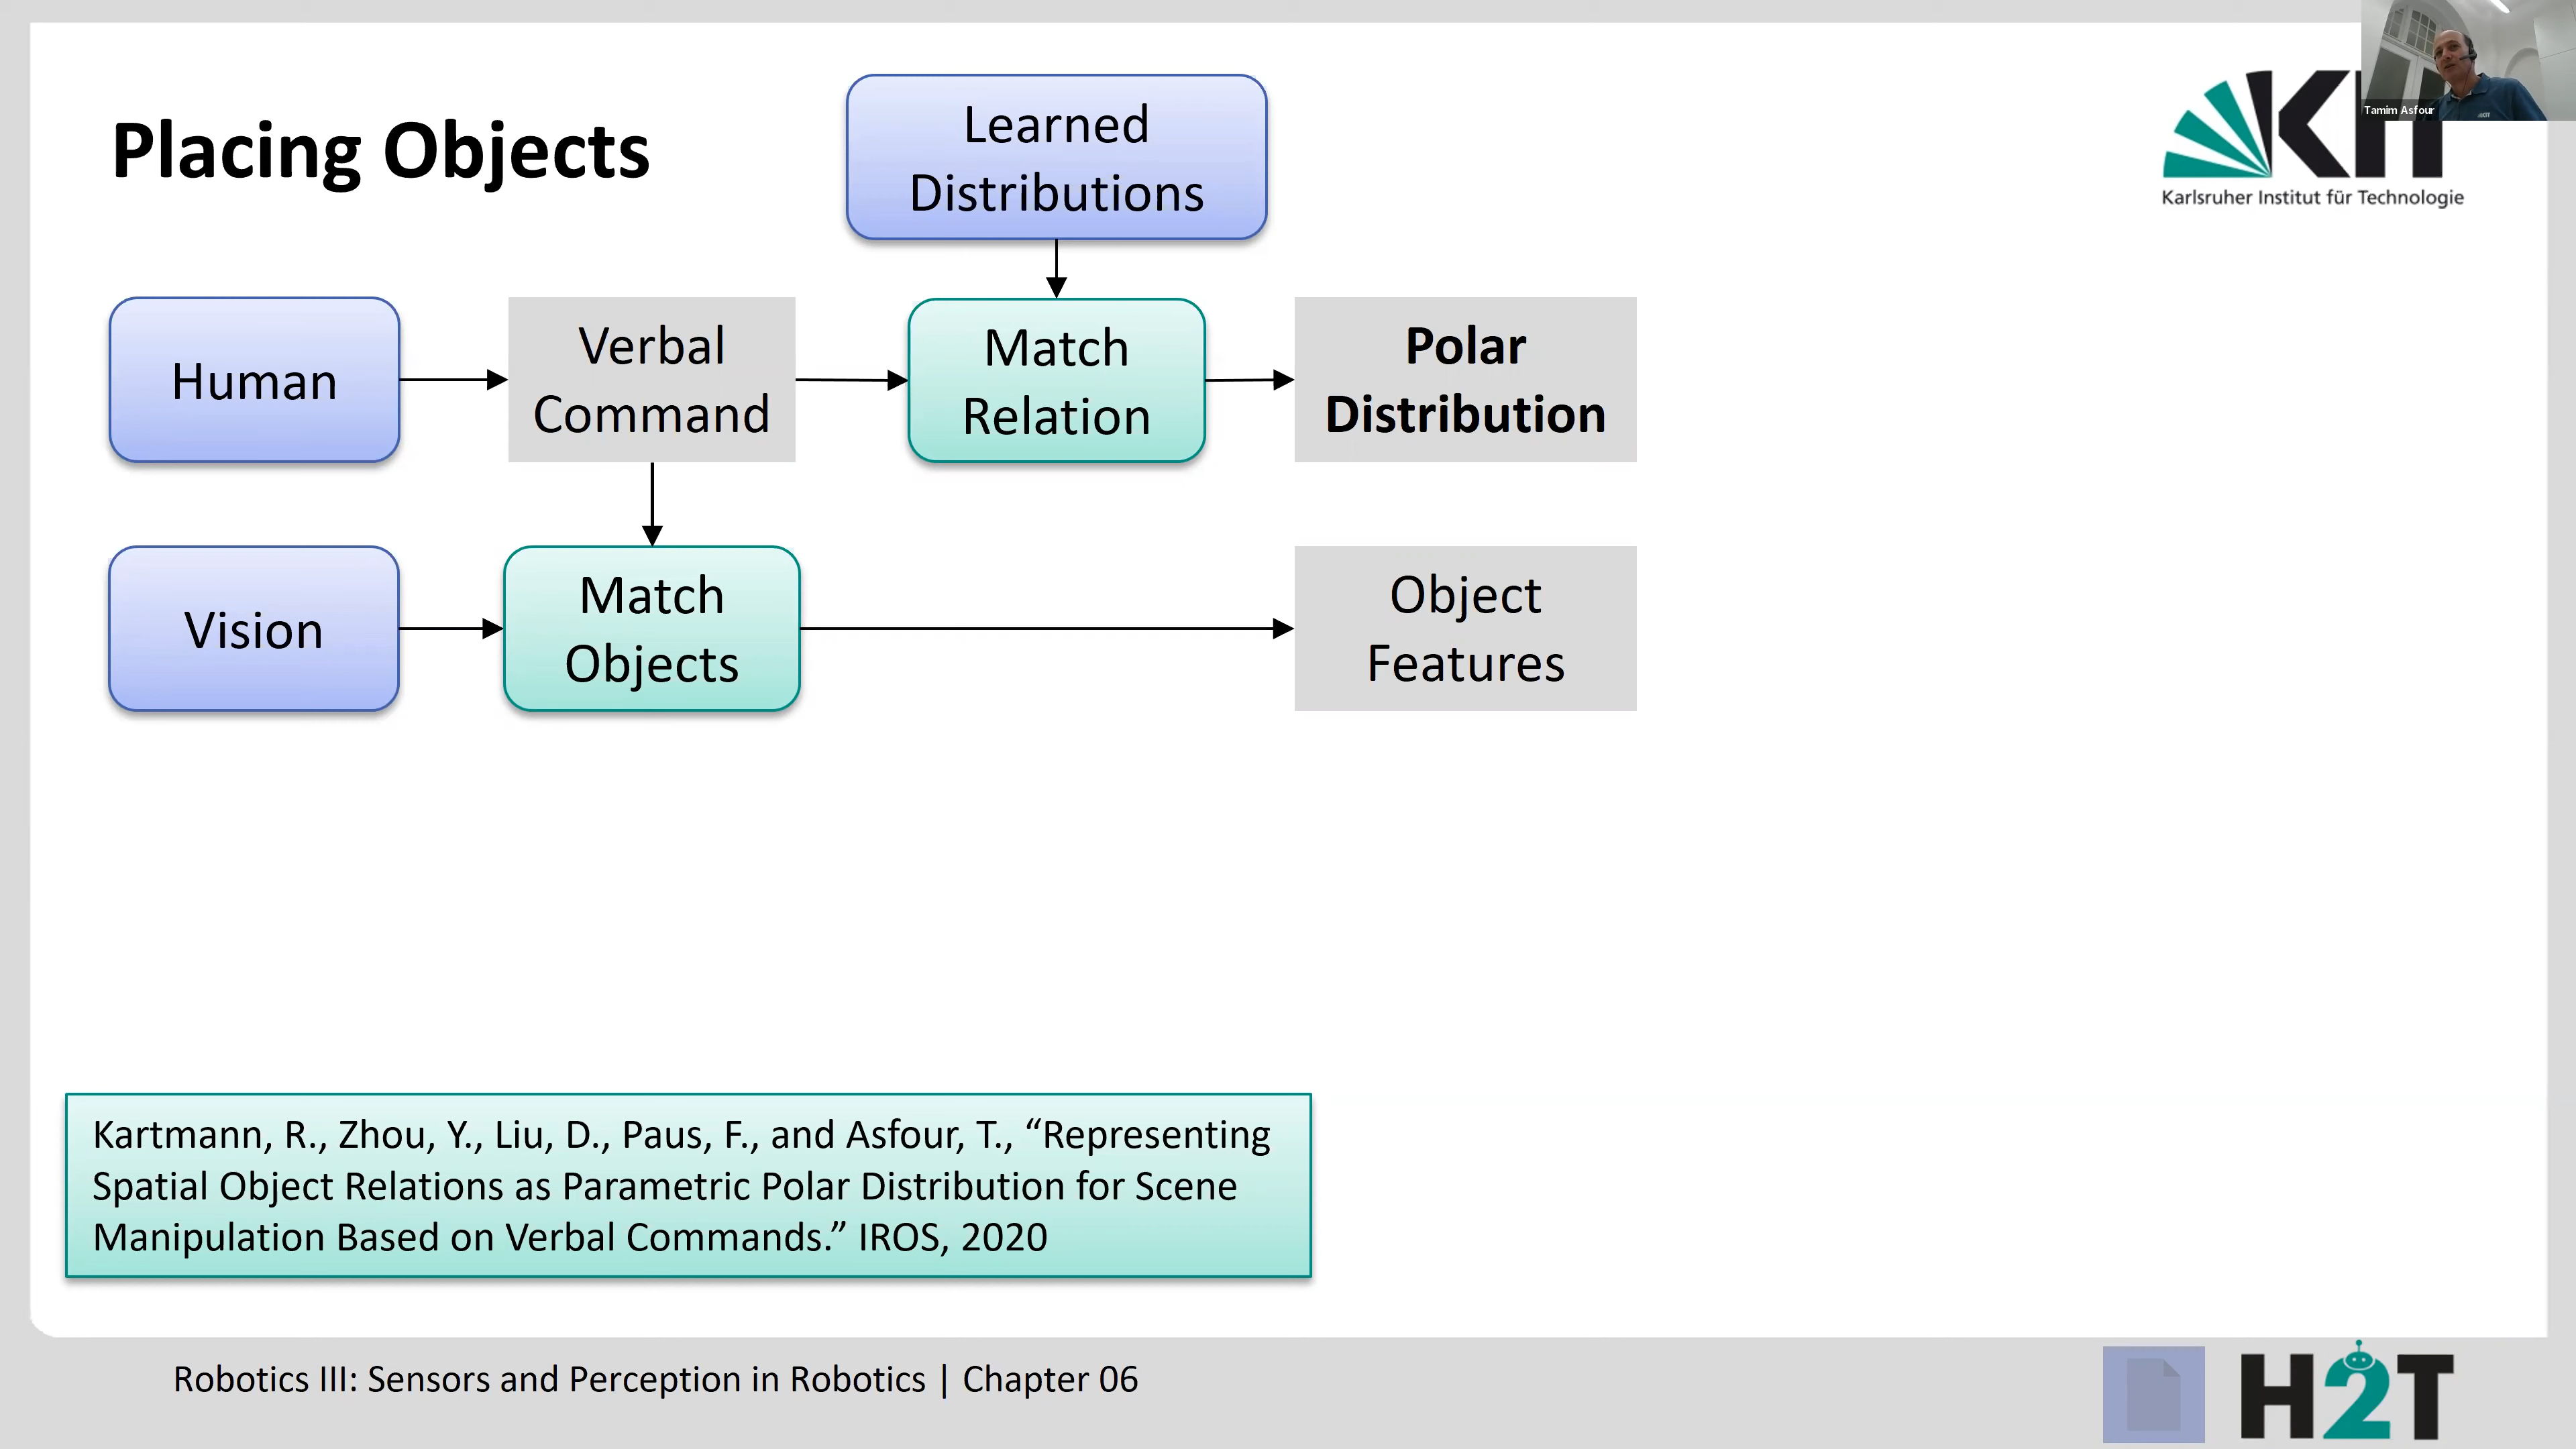 Placing Objects
Learned
Distributions
Tamim Asfour
Karlsruher Institut für Technologie
Human
Verbal
Command
Match
Relation
Polar
Distribution
Vision
Match
Objects
Object
Features
Kartmann, R., Zhou, Y., Liu, D., Paus, F., and Asfour, T., “Representing
Spatial Object Relations as Parametric Polar Distribution for Scene
Manipulation Based on Verbal Commands.” IROS, 2020
Robotics III: Sensors and Perception in Robotics | Chapter 06
H2T